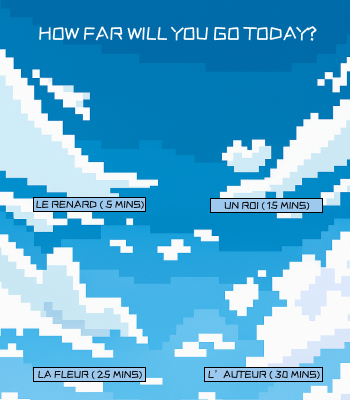 HOW FAR WILL YOU GO TODAY?
LE RENARD ( 5 MINS)
UN ROI ( 15 MINS)
LA FLEUR ( 25 MINS)
L' AUTEUR ( 30 MINS)